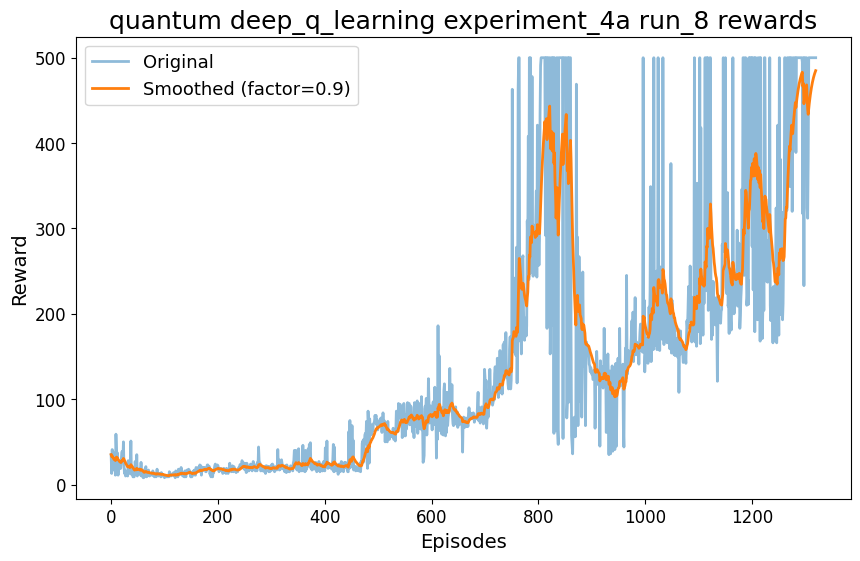 quantum deep_q_learning experiment_4a run_8 rewards
Original
Smoothed (factor=0.9)
500
400
300
200
100
0
Reward
0 200 400 600 800 1000 1200
Episodes